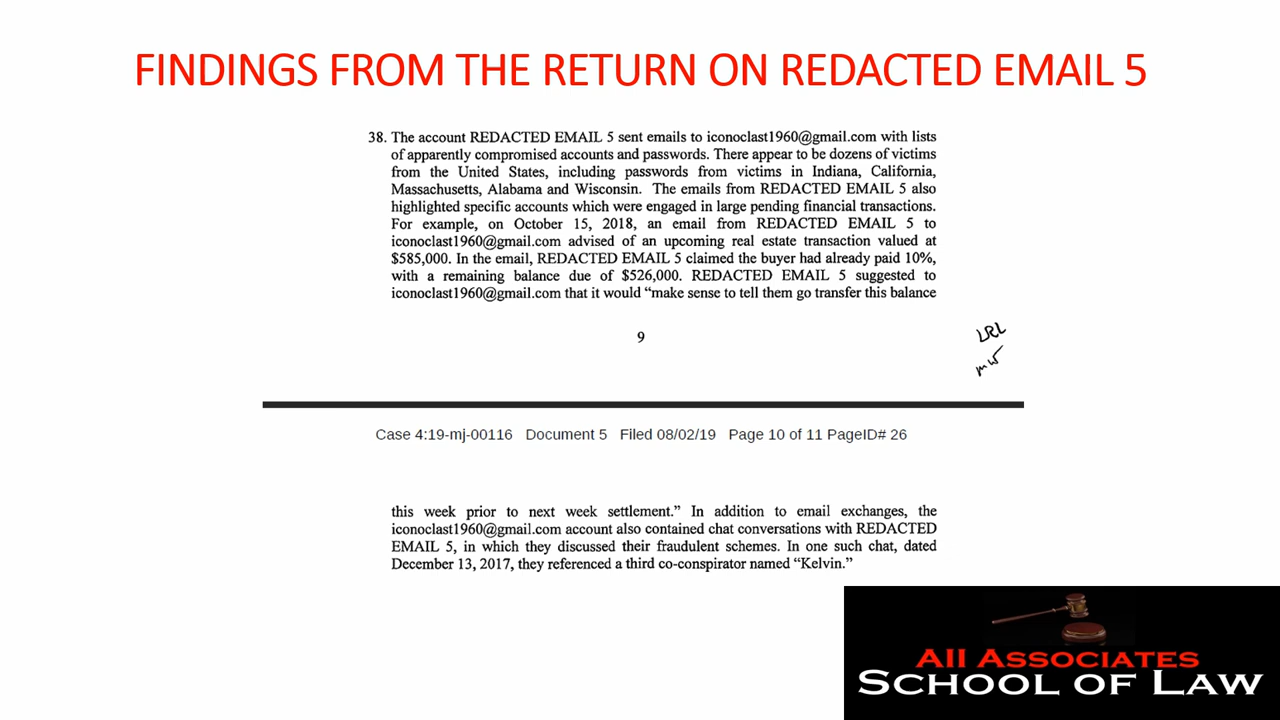 FINDINGS FROM THE RETURN ON REDACTED EMAIL 5
38. The account REDACTED EMAIL 5 sent emails to iconoclast1960@gmail.com with lists
of apparently compromised accounts and passwords. There appear to be dozens of victims
from the United States, including passwords from victims in Indiana, California,
Massachusetts, Alabama and Wisconsin. The emails from REDACTED EMAIL 5 also
highlighted specific accounts which were engaged in large pending financial transactions.
For example, on October 15, 2018, an email from REDACTED EMAIL 5 to
iconoclast1960@gmail.com advised of an upcoming real estate transaction valued at
$585,000. In the email, REDACTED EMAIL 5 claimed the buyer had already paid 10%,
with a remaining balance due of $526,000. REDACTED EMAIL 5 suggested to
iconoclast1960@gmail.com that it would “make sense to tell them go transfer this balance
9
LRL
MW
Case 4:19-mj-00116 Document 5 Filed 08/02/19 Page 10 of 11 PageID# 26
this week prior to next week settlement.” In addition to email exchanges, the
iconoclast1960@gmail.com account also contained chat conversations with REDACTED
EMAIL 5, in which they discussed their fraudulent schemes. In one such chat, dated
December 13, 2017, they referenced a third co-conspirator named “Kelvin.”
All Associates
School of Law